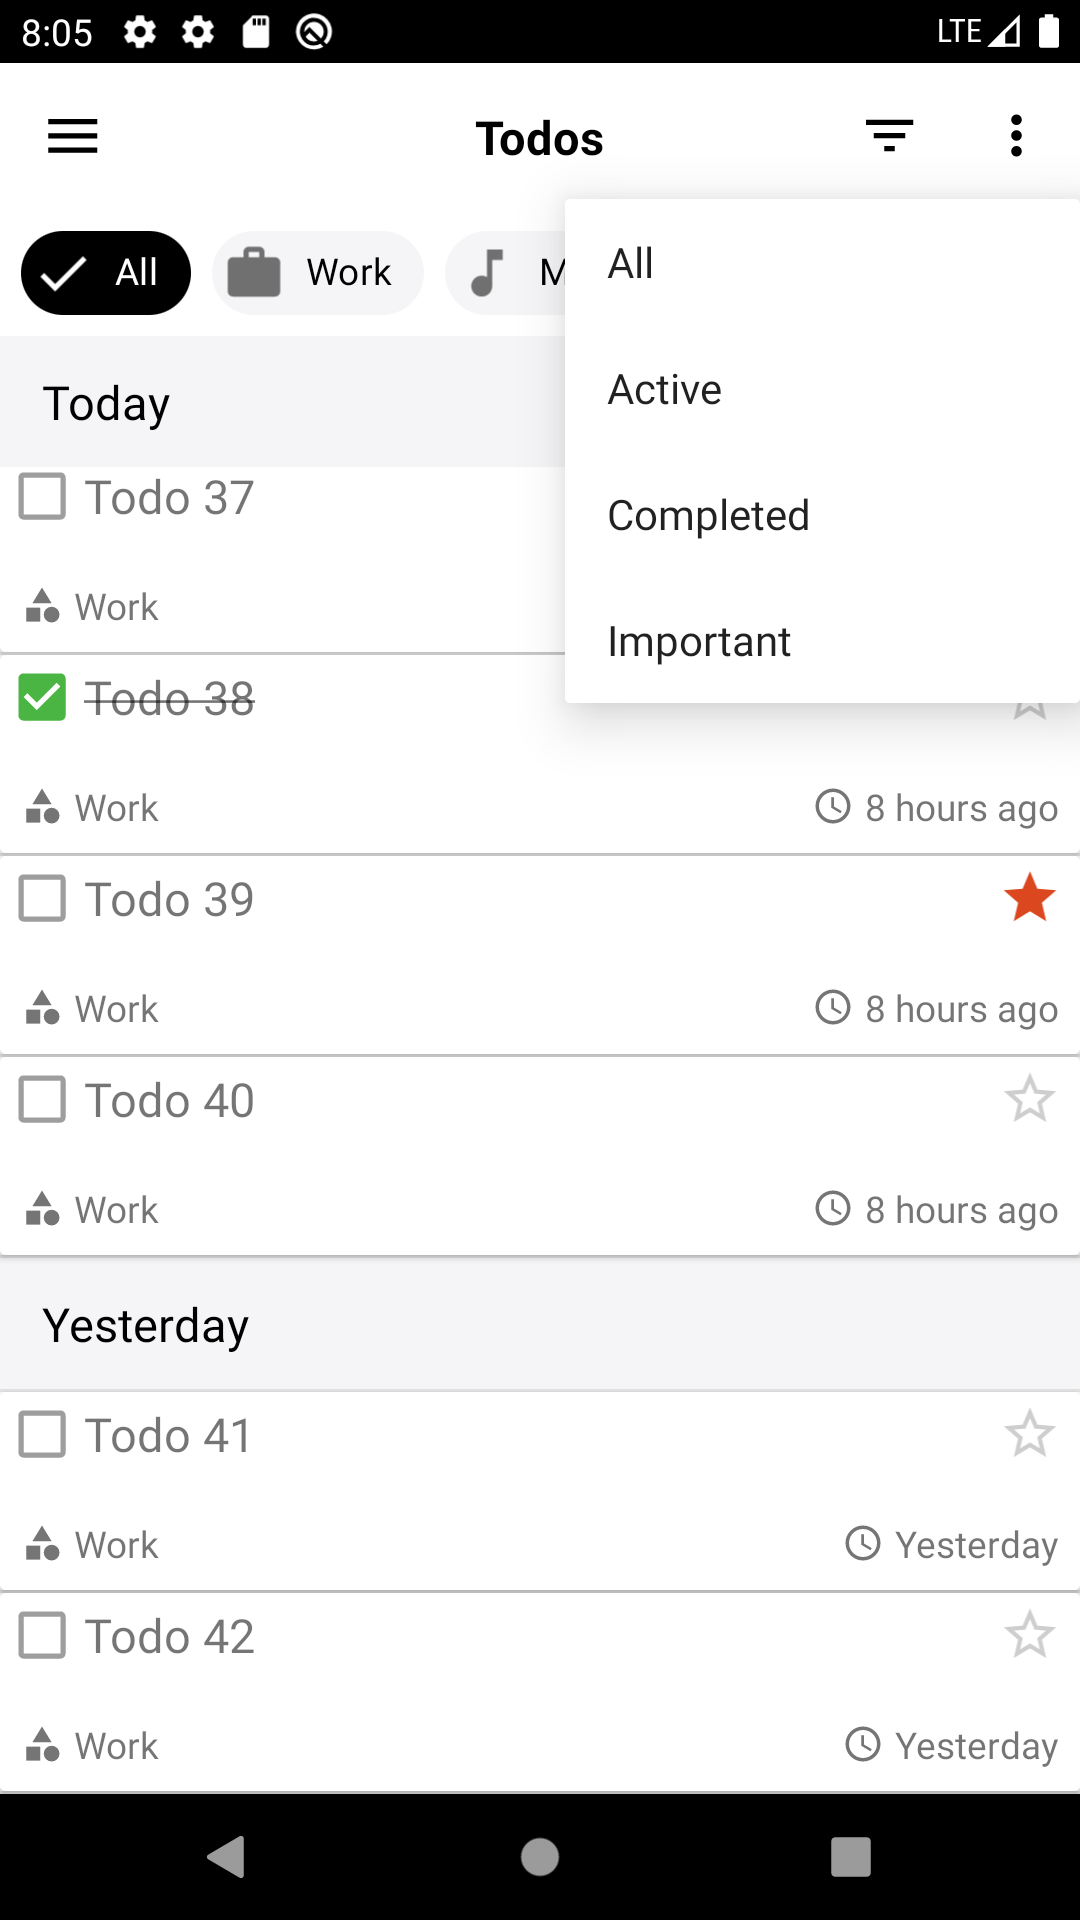 8:05 LTE
Todos
All Work M
All
Active
Completed
Important
Today
Todo 37
Work
Todo 38
Work 8 hours ago
Todo 39
Work 8 hours ago
Todo 40
Work 8 hours ago
Yesterday
Todo 41
Work Yesterday
Todo 42
Work Yesterday